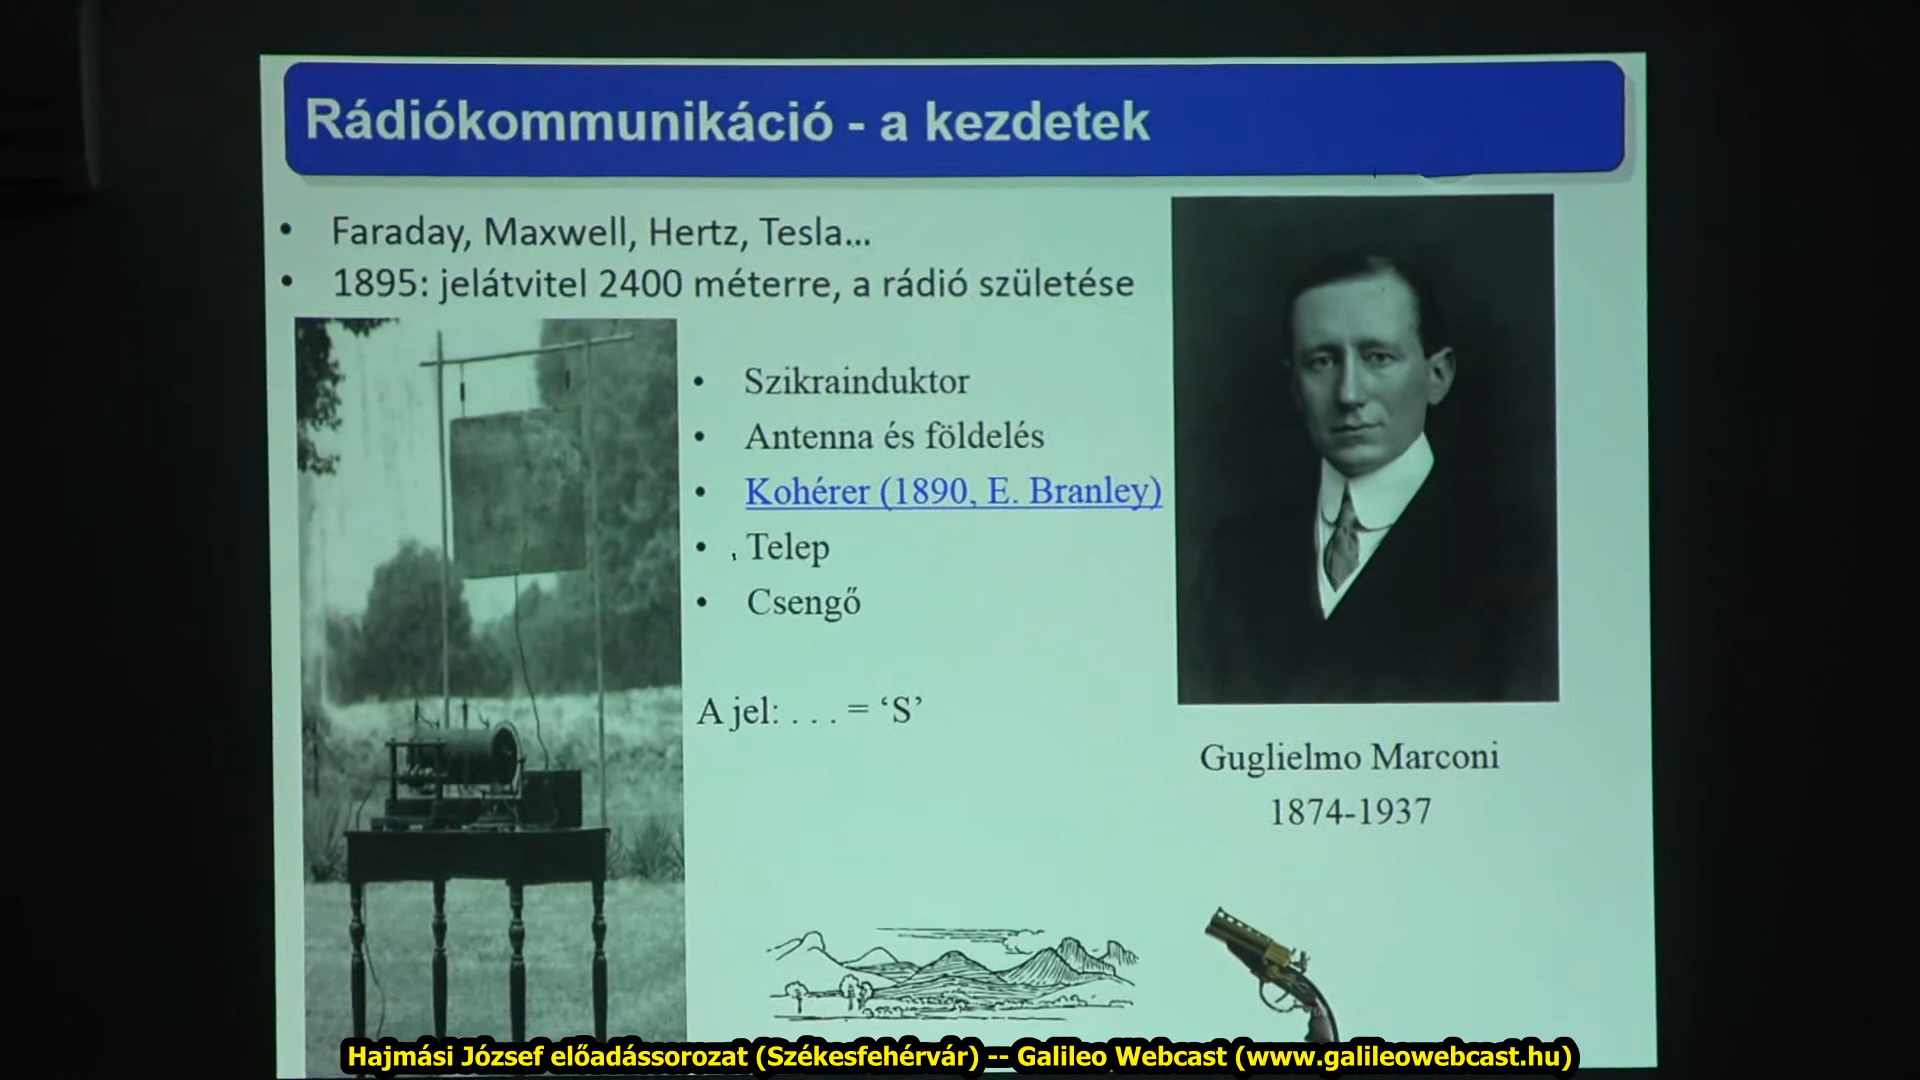 Rádiókommunikáció - a kezdetek
• Faraday, Maxwell, Hertz, Tesla...
• 1895: jelátvitel 2400 méterre, a rádió születése
• Szikrainduktor
• Antenna és földelés
• Kohérer (1890, E. Branley)
• Telep
• Csengő
A jel: . . . = ‘S’
Guglielmo Marconi
1874-1937
Hajmási József előadássorozat (Székesfehérvár) -- Galileo Webcast (www.galileowebcast.hu)